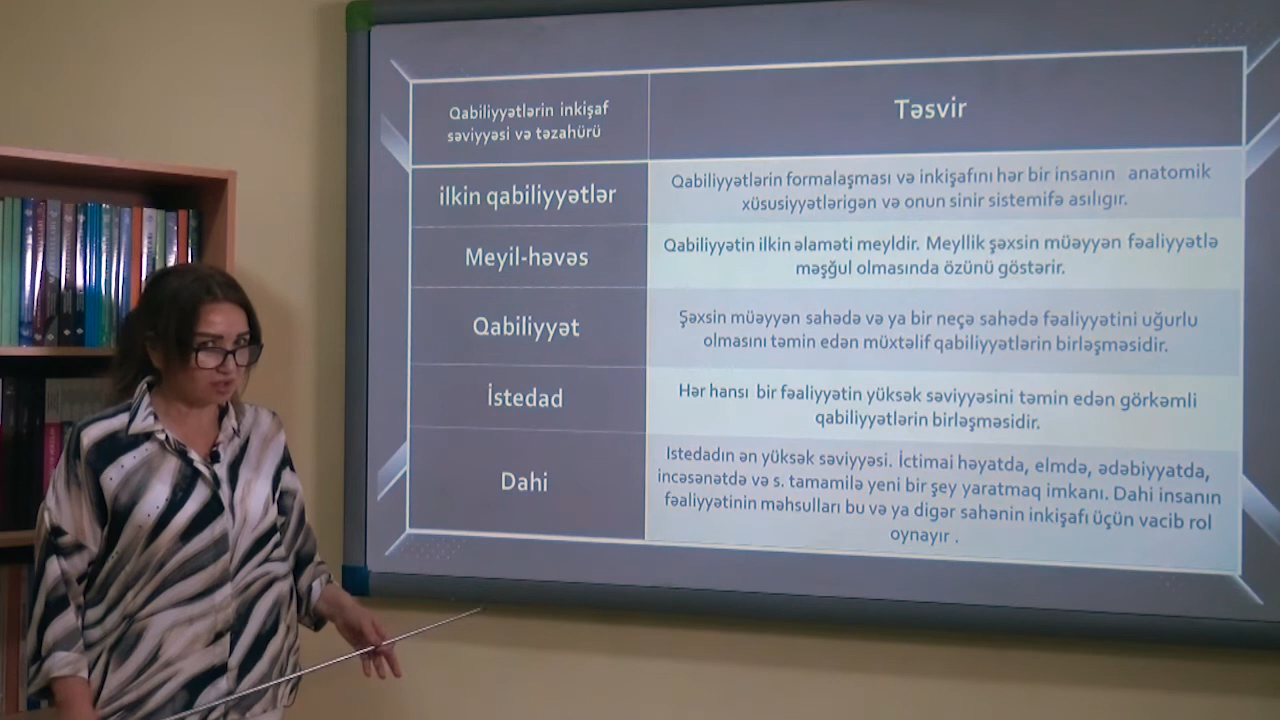 Qabiliyyətlərin inkişaf
səviyyəsi və təzahürü
Təsvir
ilkin qabiliyyətlər
Qabiliyyətlərin formalaşması və inkişafını hər bir insanın anatomik
xüsusiyyətlərigən və onun sinir sistemifə asılıgır.
Meyil-həvəs
Qabiliyyətin ilkin əlaməti meyldir. Meyllik şəxsin müəyyən fəaliyyətlə
məşğul olmasında özünü göstərir.
Qabiliyyət
Şəxsin müəyyən sahədə və ya bir neçə sahədə fəaliyyətini uğurlu
olmasını təmin edən müxtəlif qabiliyyətlərin birləşməsidir.
İstedad
Hər hansı bir fəaliyyətin yüksək səviyyəsini təmin edən görkəmli
qabiliyyətlərin birləşməsidir.
Dahi
Istedadın ən yüksək səviyyəsi. İctimai həyatda, elmdə, ədəbiyyatda,
incəsənətdə və s. tamamilə yeni bir şey yaratmaq imkanı. Dahi insanın
fəaliyyətinin məhsulları bu və ya digər sahənin inkişafı üçün vacib rol
oynayır .